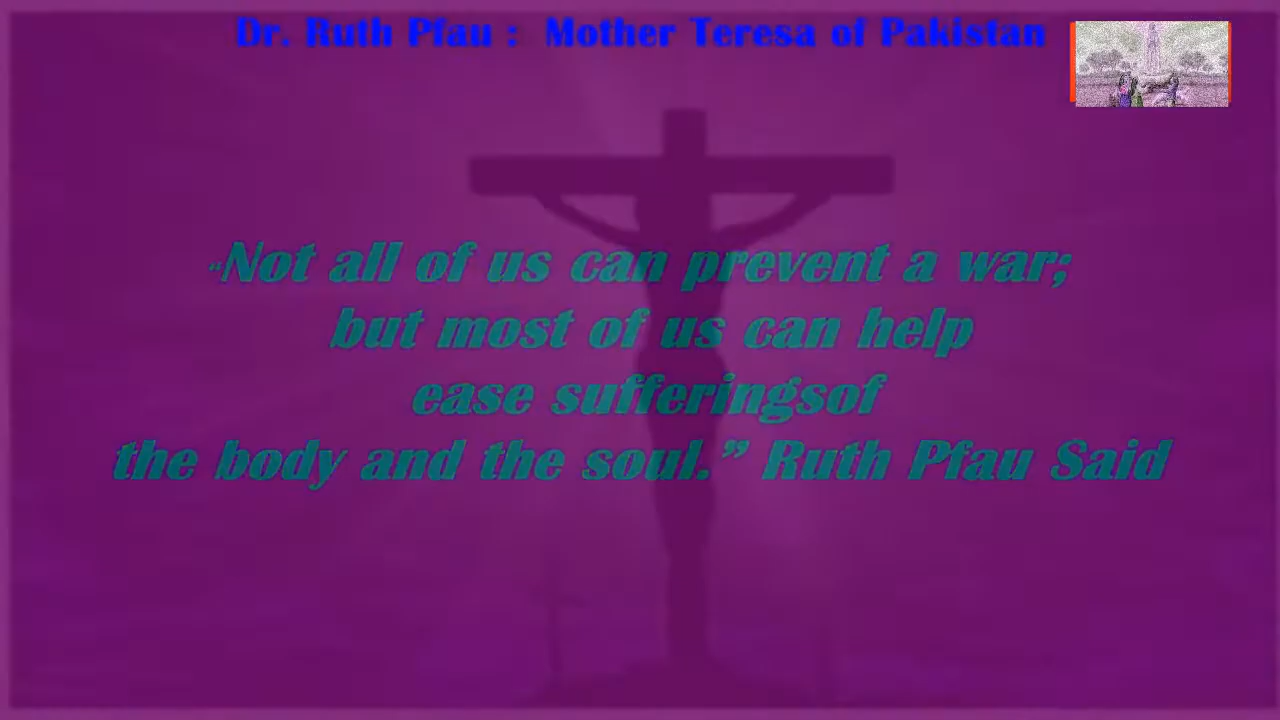 Dr. Ruth Pfau : Mother Teresa of Pakistan
“Not all of us can prevent a war;
but most of us can help
ease sufferingsof
the body and the soul.” Ruth Pfau Said